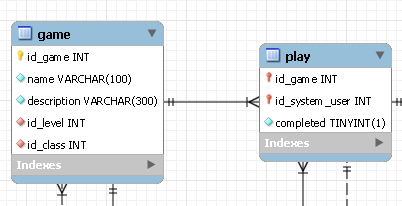 game
id_game INT
name VARCHAR(100)
description VARCHAR(300)
id_level INT
id_class INT
Indexes
play
id_game INT
id_system_user INT
completed TINYINT(1)
Indexes